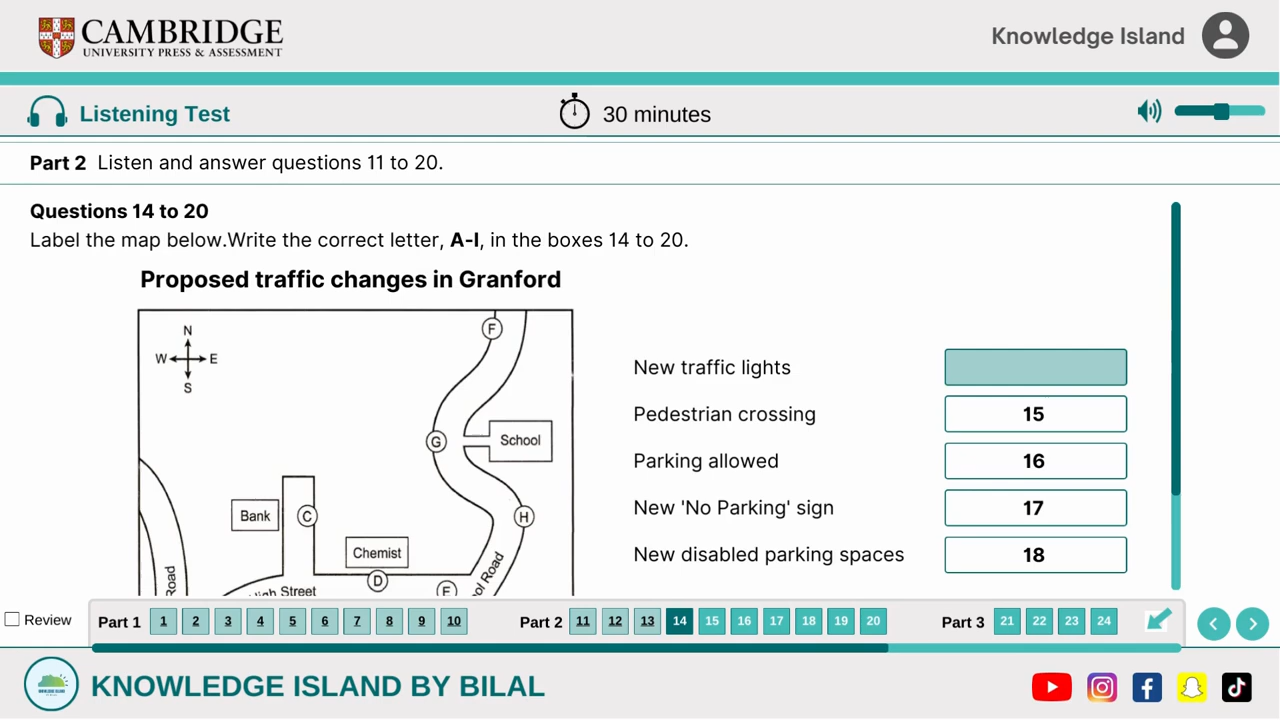 CAMBRIDGE
UNIVERSITY PRESS & ASSESSMENT
Knowledge Island
Listening Test
30 minutes
Part 2 Listen and answer questions 11 to 20.
Questions 14 to 20
Label the map below.Write the correct letter, A-I, in the boxes 14 to 20.
Proposed traffic changes in Granford
N
W E
S
F
G
School
Bank
C
H
Chemist
D
E
Road
High Street
ool Road
New traffic lights
Pedestrian crossing 15
Parking allowed 16
New 'No Parking' sign 17
New disabled parking spaces 18
Review
Part 1 1 2 3 4 5 6 7 8 9 10
Part 2 11 12 13 14 15 16 17 18 19 20
Part 3 21 22 23 24
KNOWLEDGE ISLAND BY BILAL